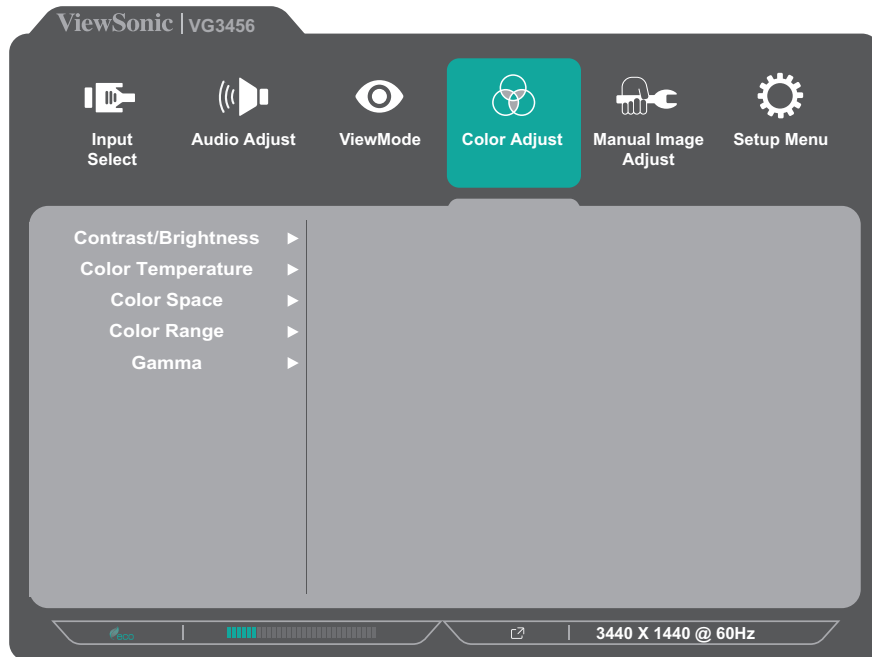 ViewSonic | VG3456
Input
Select
Audio Adjust
ViewMode
Color Adjust
Manual Image
Adjust
Setup Menu
Contrast/Brightness
Color Temperature
Color Space
Color Range
Gamma
eco
3440 X 1440 @ 60Hz